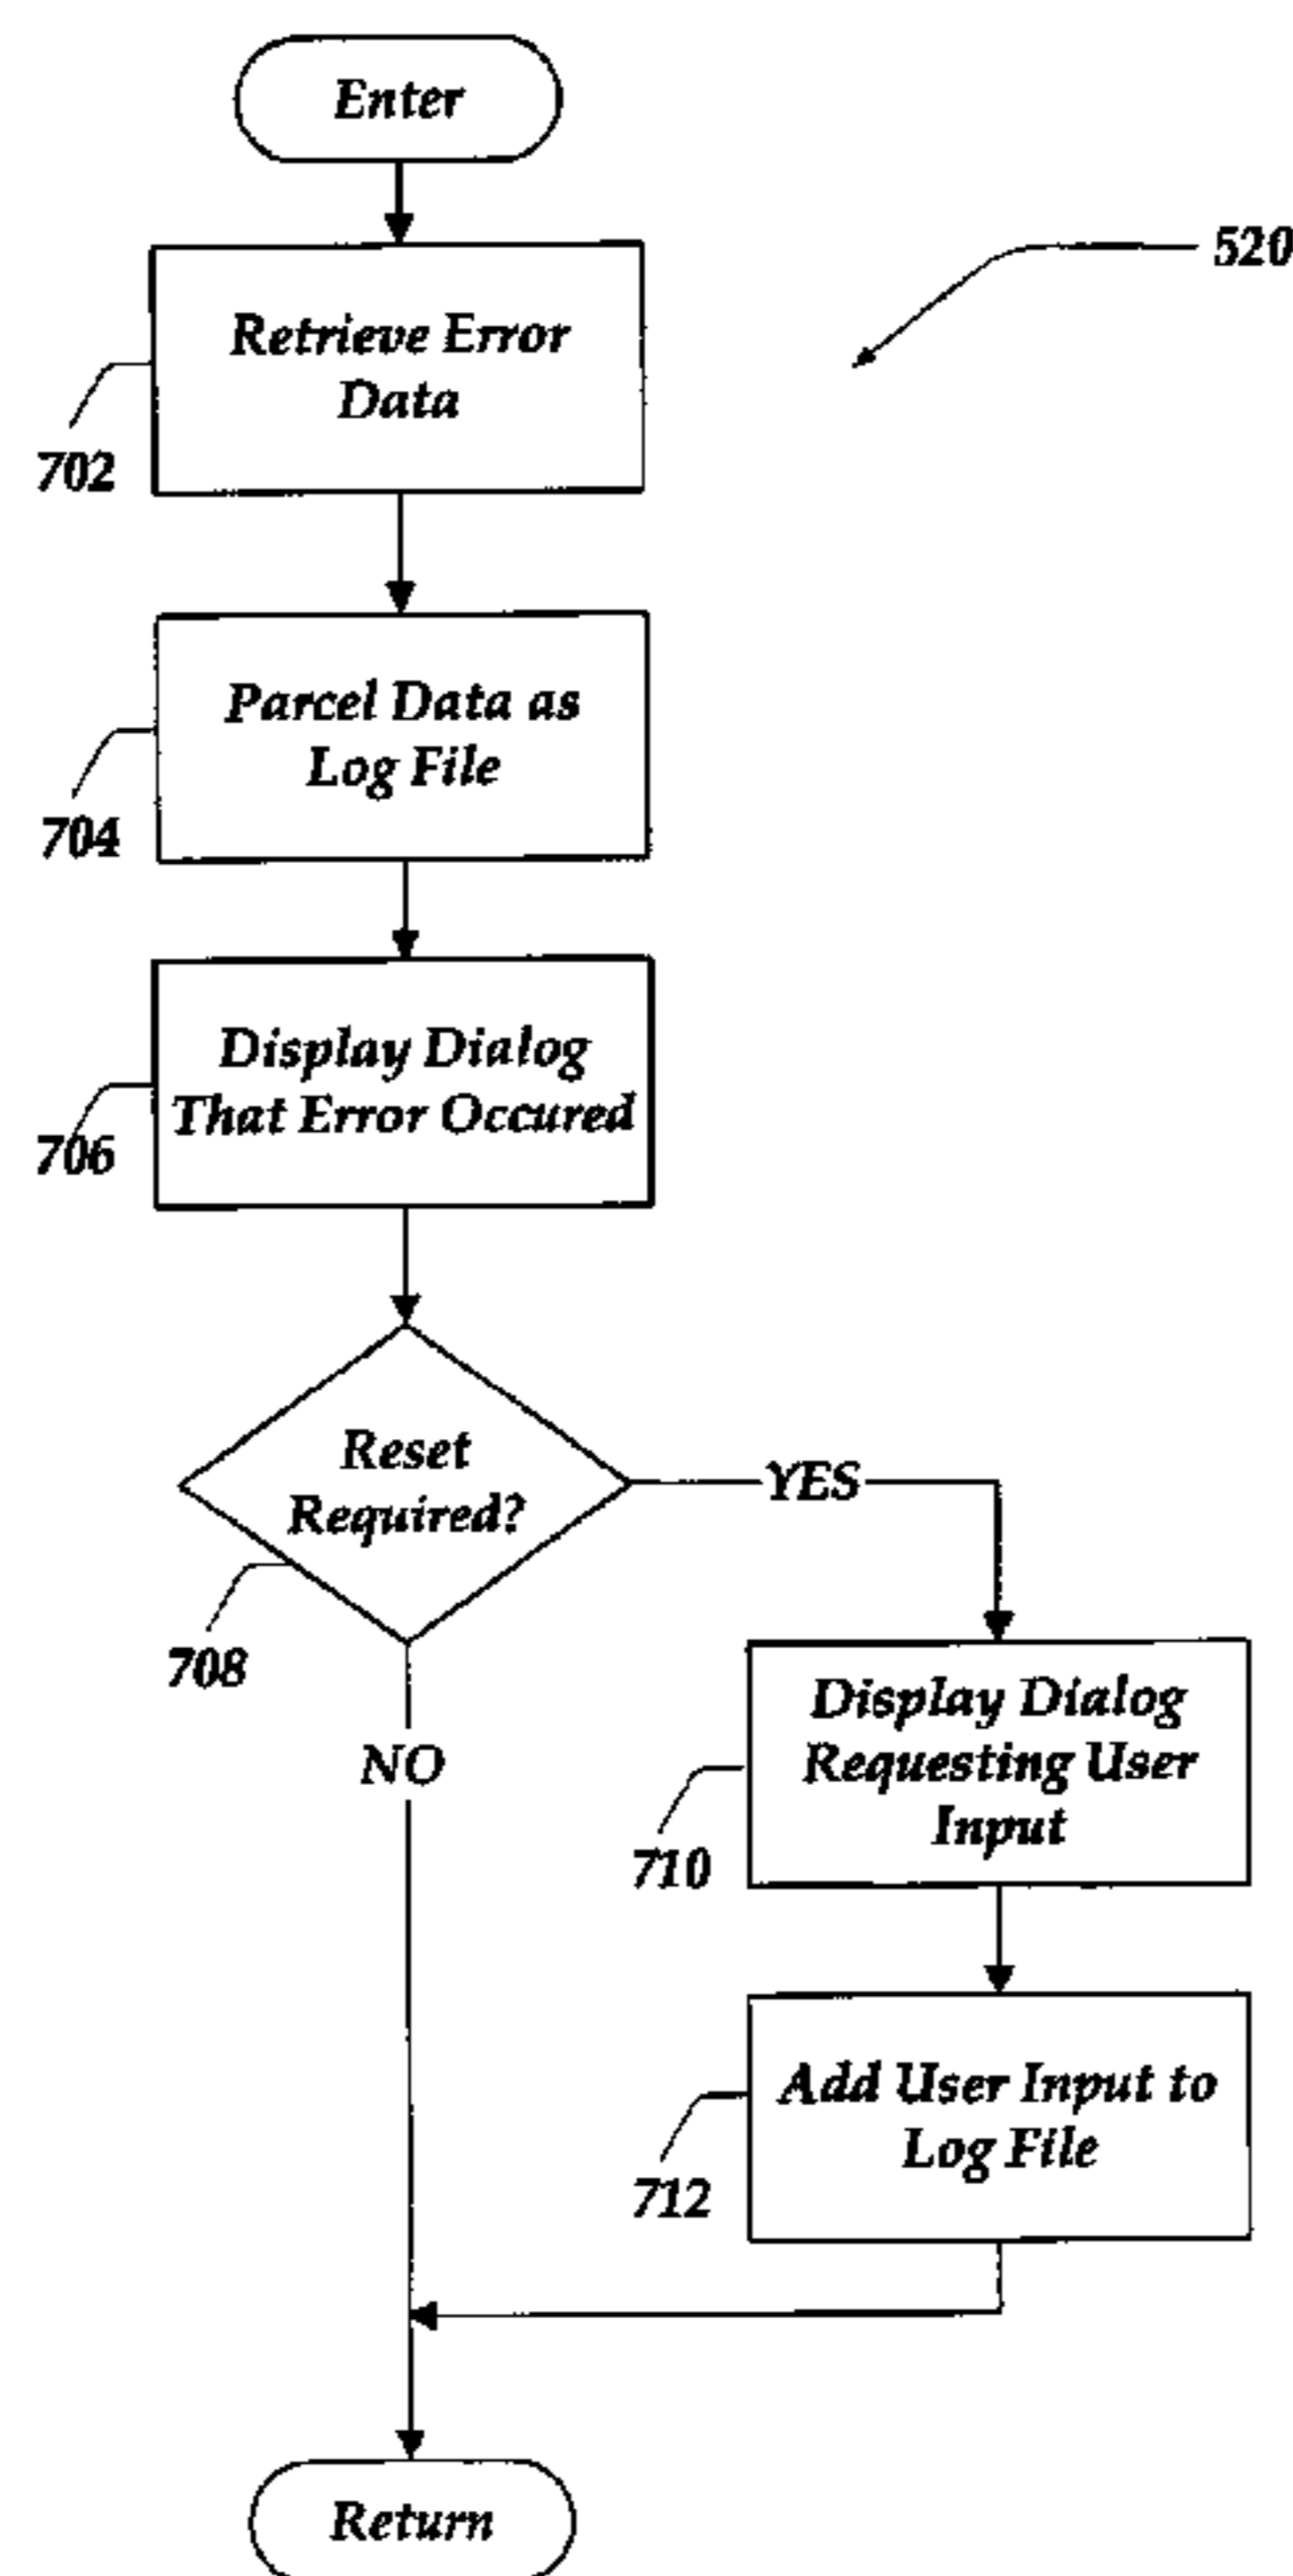 Enter
520
Retrieve Error
Data
702
Parcel Data as
Log File
704
Display Dialog
That Error Occured
706
Reset
Required?
YES
708
NO
Display Dialog
Requesting User
Input
710
Add User Input to
Log File
712
Return